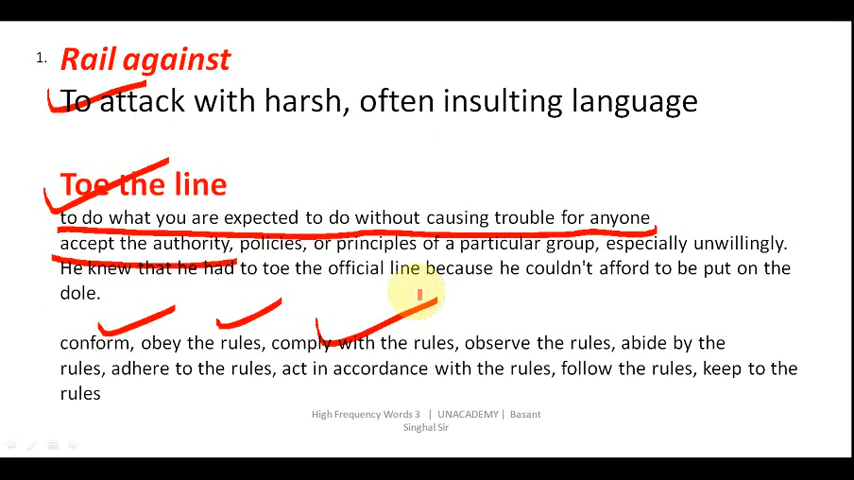 1. Rail against
To attack with harsh, often insulting language
Toe the line
to do what you are expected to do without causing trouble for anyone
accept the authority, policies, or principles of a particular group, especially unwillingly.
He knew that he had to toe the official line because he couldn't afford to be put on the
dole.
conform, obey the rules, comply with the rules, observe the rules, abide by the
rules, adhere to the rules, act in accordance with the rules, follow the rules, keep to the
rules
High Frequency Words 3 | UNACADEMY | Basant
Singhal Sir